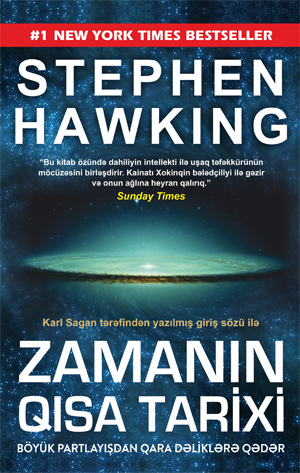 #1 NEW YORK TIMES BESTSELLER
STEPHEN
HAWKING
"Bu kitab özündə dahiliyin intellekti ilə uşaq təfəkkürünün
möcüzəsini birləşdirir. Kainatı Xokinqin bələdçiliyi ilə gəzir
və onun ağlına heyran qalırıq."
Sunday Times
Karl Sagan tərəfindən yazılmış giriş sözü ilə
ZAMANIN
QISA TARİXİ
BÖYÜK PARTLAYIŞDAN QARA DƏLİKLƏRƏ QƏDƏR